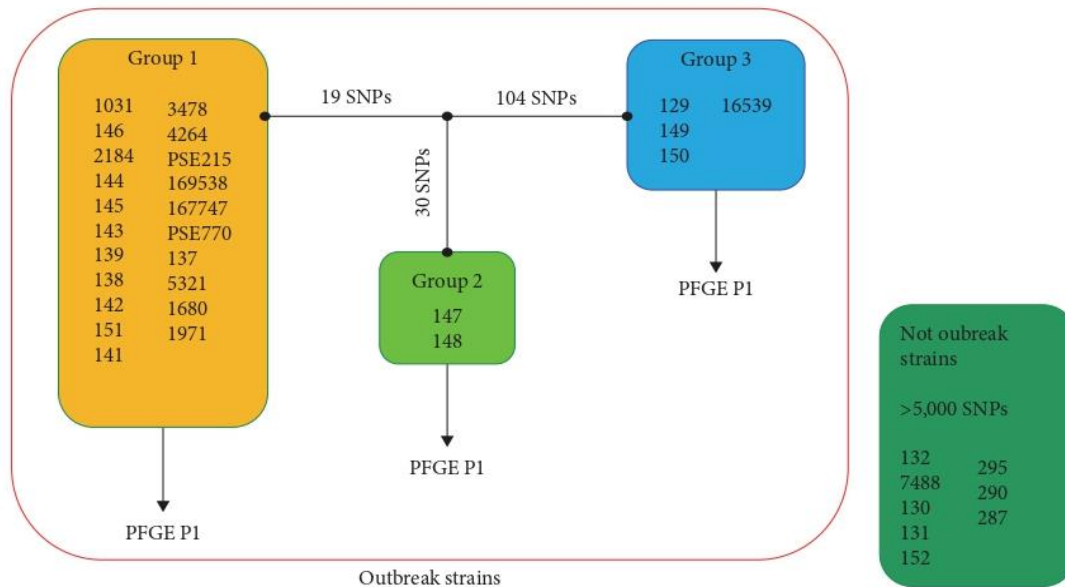 Group 1
1031
146
2184
144
145
143
139
138
142
151
141
3478
4264
PSE215
169538
167747
PSE770
137
5321
1680
1971
PFGE P1
19 SNPs
104 SNPs
30 SNPs
Group 2
147
148
PFGE P1
Group 3
129
149
150
16539
PFGE P1
Outbreak strains
Not oubreak
strains
>5,000 SNPs
132
7488
130
131
152
295
290
287